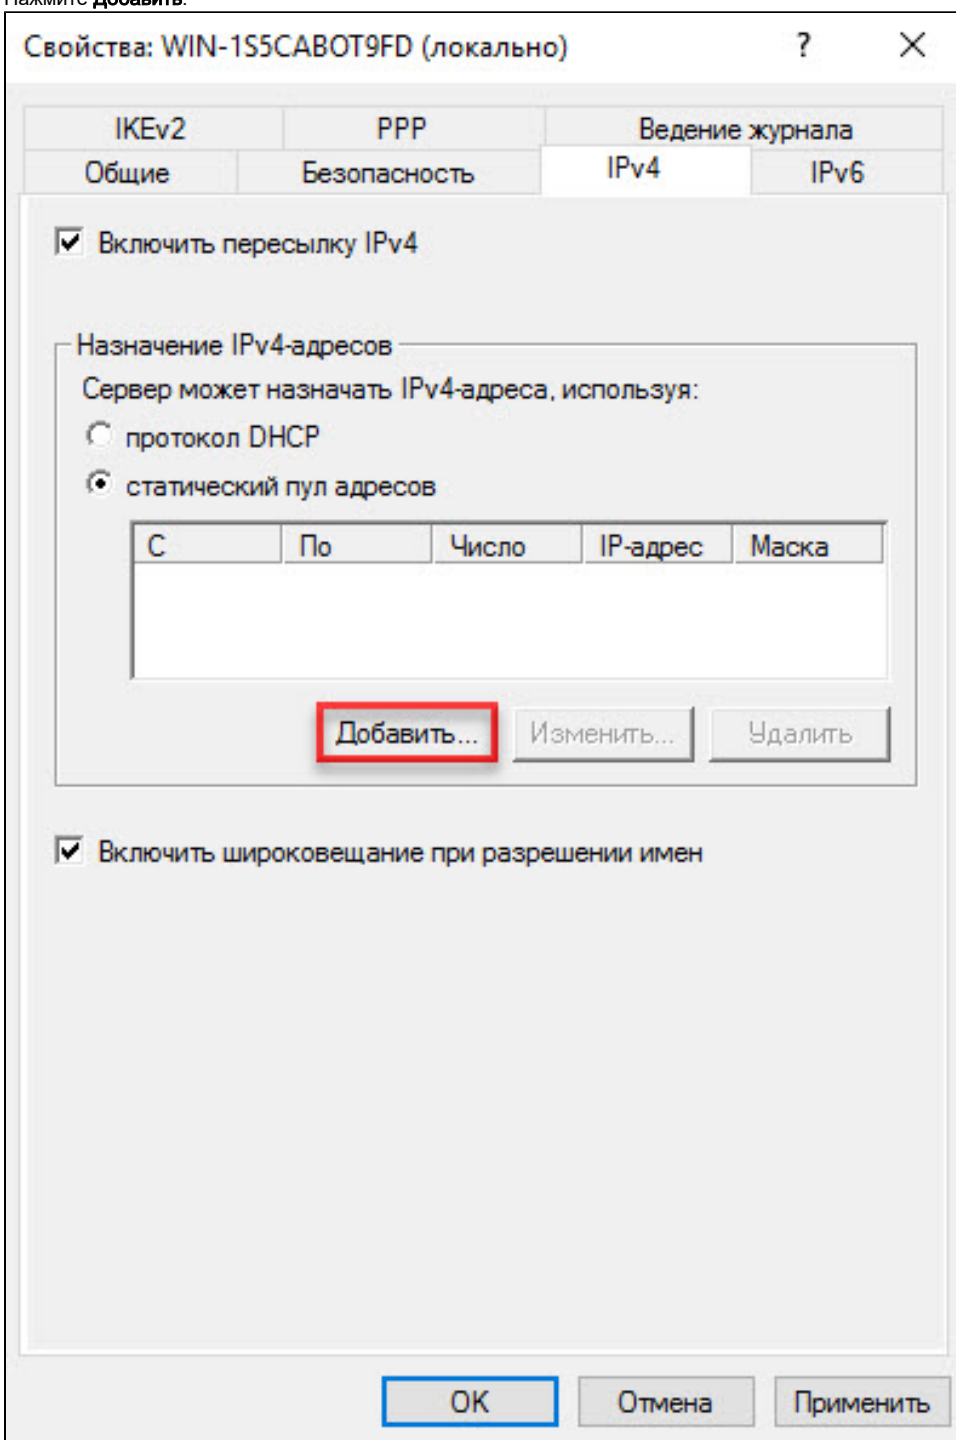 Нажмите Добавить.
Свойства: WIN-1S5CABOT9FD (локально) ?
IKEv2 PPP Ведение журнала
Общие Безопасность IPv4 IPv6
Включить пересылку IPv4
Назначение IPv4-адресов
Сервер может назначать IPv4-адреса, используя:
протокол DHCP
статический пул адресов
С По Число IP-адрес Маска
Добавить... Изменить... Удалить
Включить широковещание при разрешении имен
OK Отмена Применить